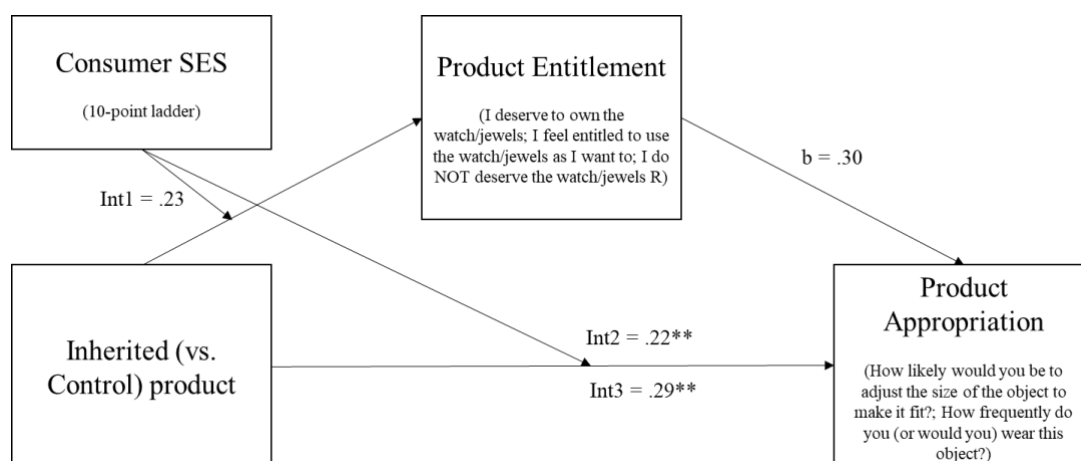 Consumer SES
(10-point ladder)
Product Entitlement
(I deserve to own the
watch/jewels; I feel entitled to use
the watch/jewels as I want to; I do
NOT deserve the watch/jewels R)
b = .30
Int1 = .23
Inherited (vs.
Control) product
Int2 = .22**
Int3 = .29**
Product
Appropriation
(How likely would you be to
adjust the size of the object to
make it fit?; How frequently do
you (or would you) wear this
object?)